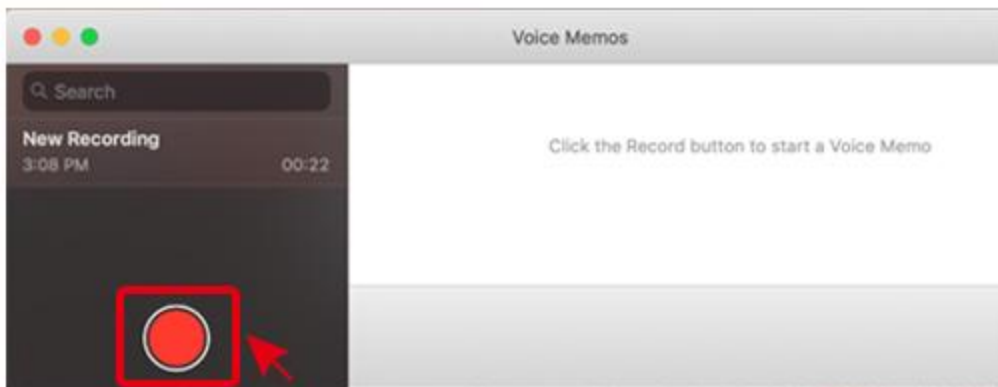 Voice Memos
Search
New Recording
3:08 PM 00:22
Click the Record button to start a Voice Memo